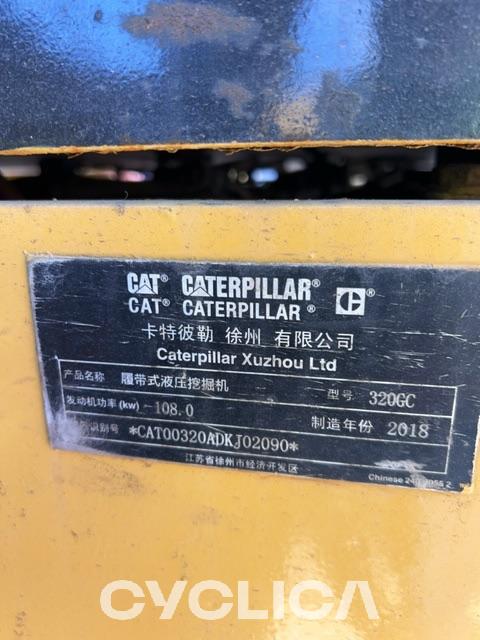 CAT® CATERPILLAR® C®
CAT® CATERPILLAR®
卡特彼勒 徐州 有限公司
Caterpillar Xuzhou Ltd
产品名称 履带式液压挖掘机 型号 320GC
发动机功率(kw) 108.0 制造年份 2018
识别号 *CAT00320ADKJ02090*
江苏省徐州市经济开发区
Chinese 2
CYCLICA